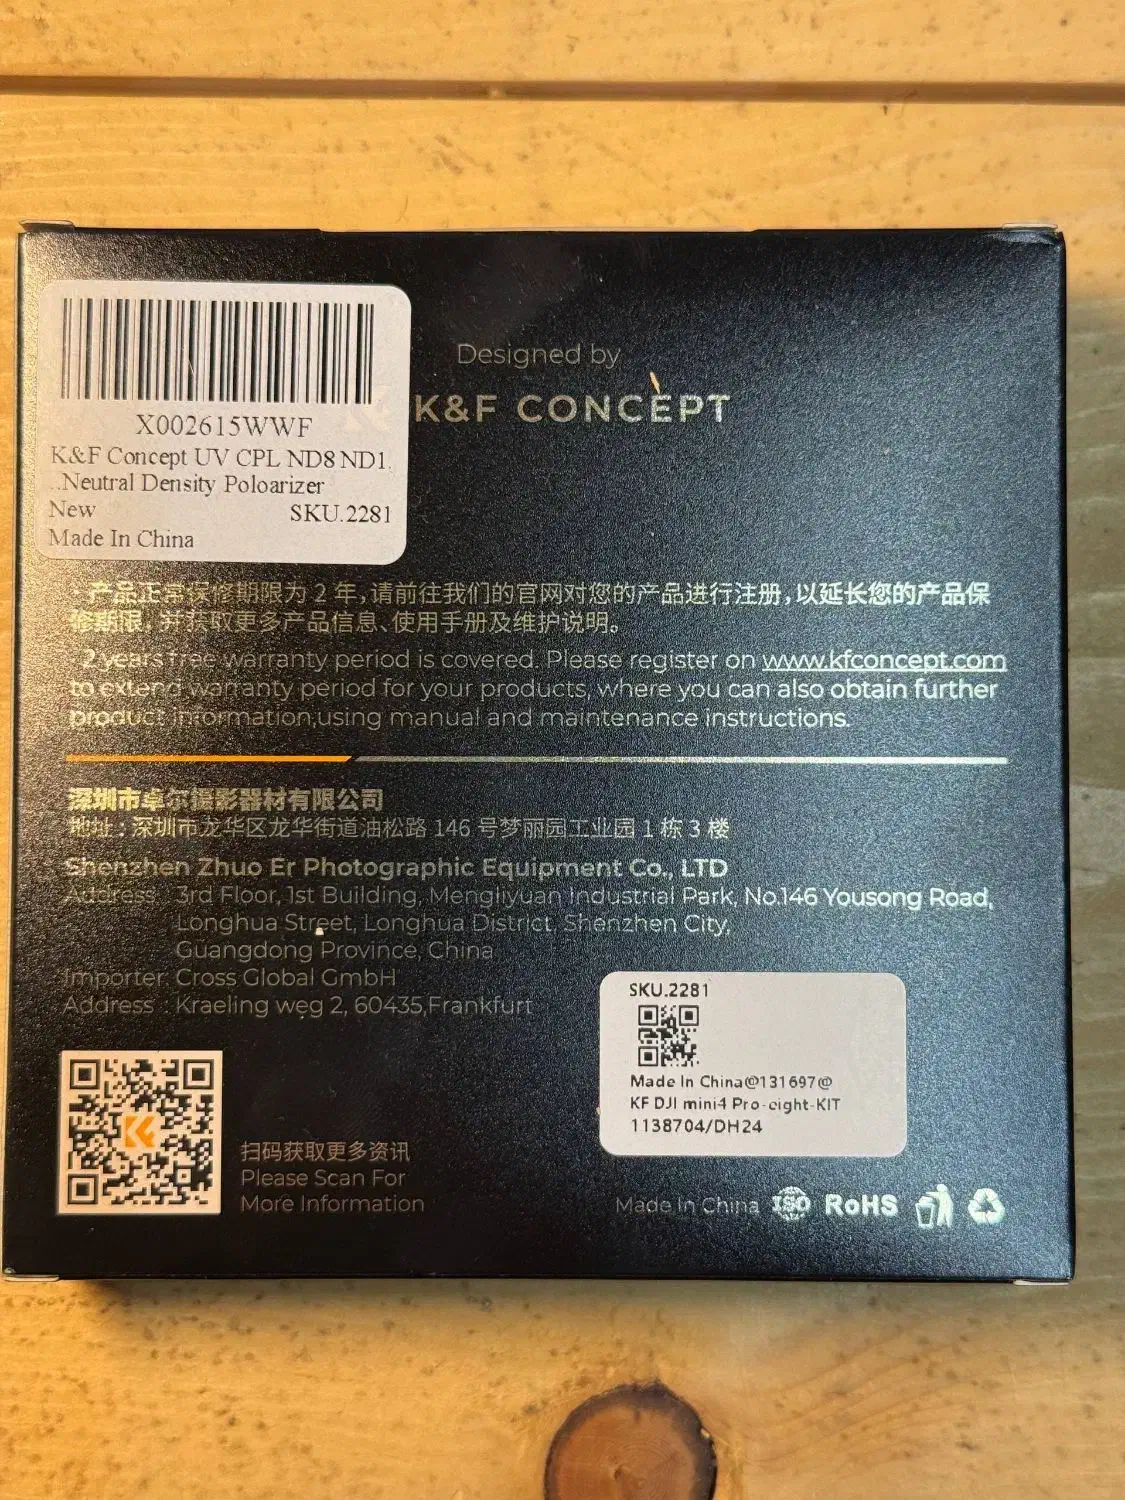 X002615WWF
K&F Concept UV CPL ND8 ND1
...Neutral Density Poloarizer
New SKU.2281
Made In China
Designed by
K&F CONCEPT
产品正常保修期限为 2 年,请前往我们的官网对您的产品进行注册,以延长您的产品保
修期限, 并获取更多产品信息、使用手册及维护说明。
2 years free warranty period is covered. Please register on www.kfconcept.com
to extend warranty period for your products, where you can also obtain further
product information,using manual and maintenance instructions.
深圳市卓尔摄影器材有限公司
地址 : 深圳市龙华区龙华街道油松路 146 号梦丽园工业园 1 栋 3 楼
Shenzhen Zhuo Er Photographic Equipment Co., LTD
Address : 3rd Floor, 1st Building, Mengliyuan Industrial Park, No.146 Yousong Road,
Longhua Street, Longhua District, Shenzhen City,
Guangdong Province, China
Importer: Cross Global GmbH
Address : Kraeling weg 2, 60435,Frankfurt
SKU.2281
Made In China@131697@
KF DJI mini4 Pro-eight-KIT
1138704/DH24
扫码获取更多资讯
Please Scan For
More Information
Made In China ISO RoHS